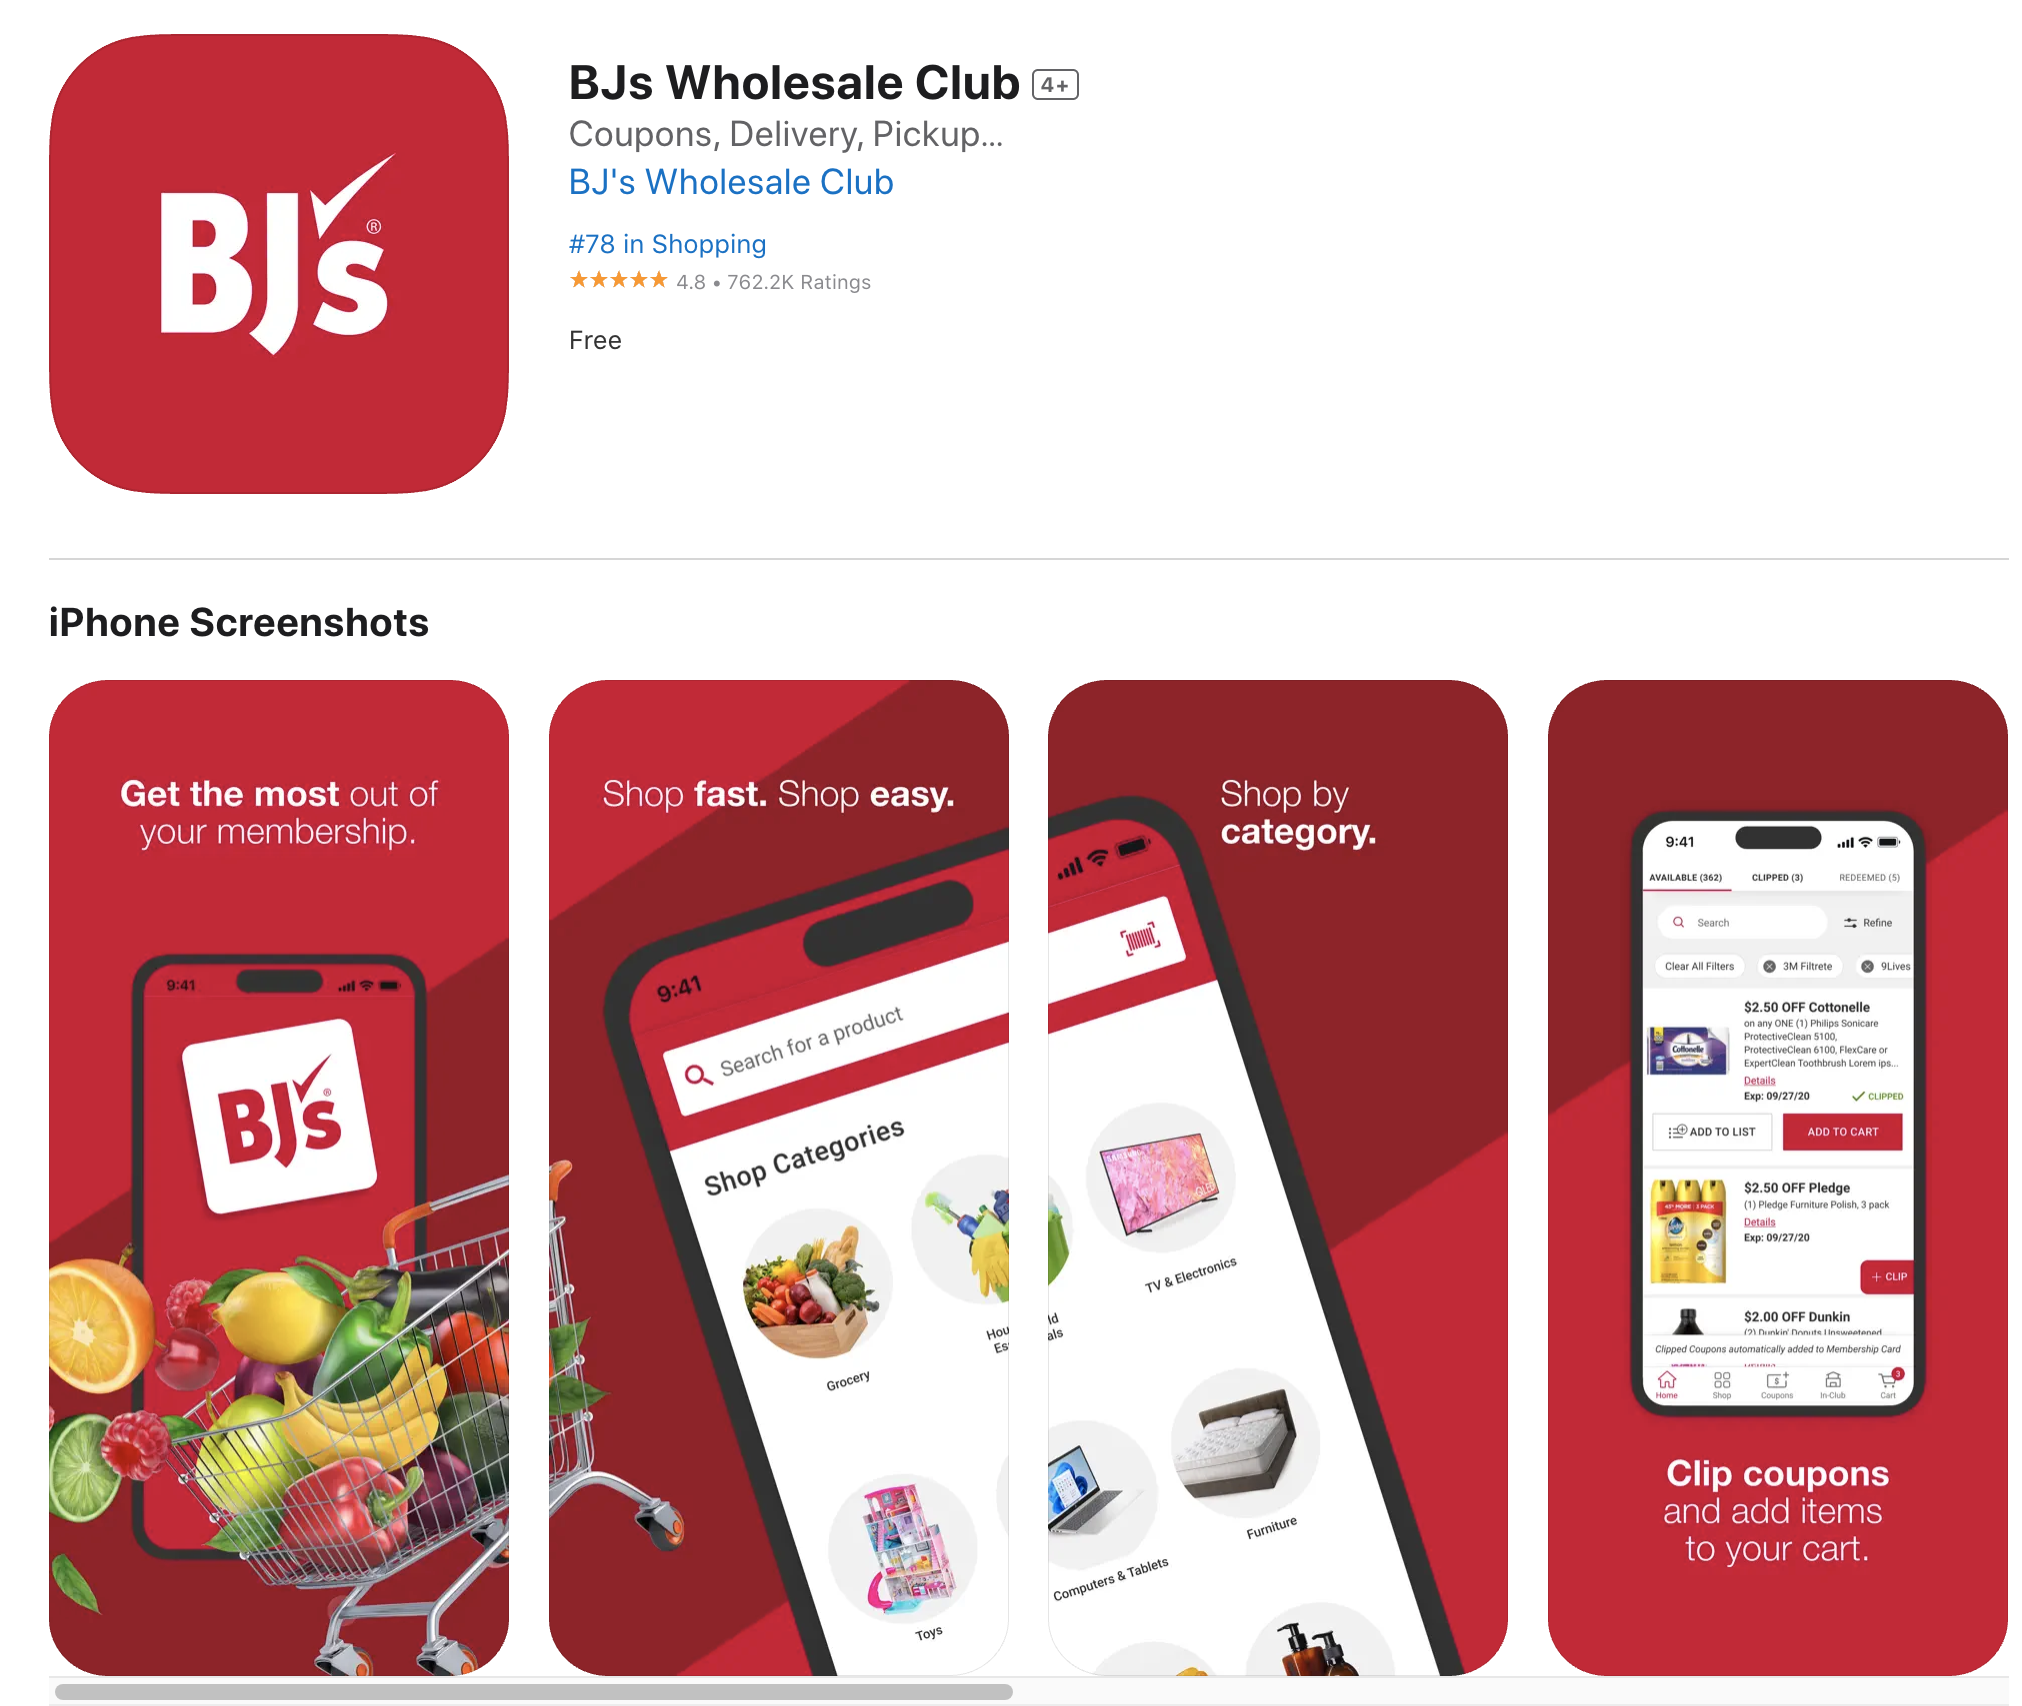 BJ's
®
BJs Wholesale Club 4+
Coupons, Delivery, Pickup...
BJ's Wholesale Club
#78 in Shopping
4.8 • 762.2K Ratings
Free
iPhone Screenshots
Get the most out of
your membership.
9:41
BJ's
®
Shop fast. Shop easy.
9:41
Search for a product
Shop Categories
Grocery
Hou
Es
Toys
Shop by
category.
SAMSUNG
QLED
TV & Electronics
ld
als
Furniture
Computers & Tablets
9:41
AVAILABLE (362)
CLIPPED (3)
REDEEMED (5)
Search
Refine
Clear All Filters
3M Filtrete
9Lives
Cottonelle
$2.50 OFF Cottonelle
on any ONE (1) Philips Sonicare
ProtectiveClean 5100,
ProtectiveClean 6100, FlexCare or
ExpertClean Toothbrush Lorem ips...
Details
Exp: 09/27/20
CLIPPED
ADD TO LIST
ADD TO CART
$2.50 OFF Pledge
(1) Pledge Furniture Polish, 3 pack
Details
Exp: 09/27/20
+ CLIP
$2.00 OFF Dunkin
(2) Dunkin' Donuts Unsweetened
Clipped Coupons automatically added to Membership Card
Home
Shop
Coupons
In-Club
3
Cart
Clip coupons
and add items
to your cart.